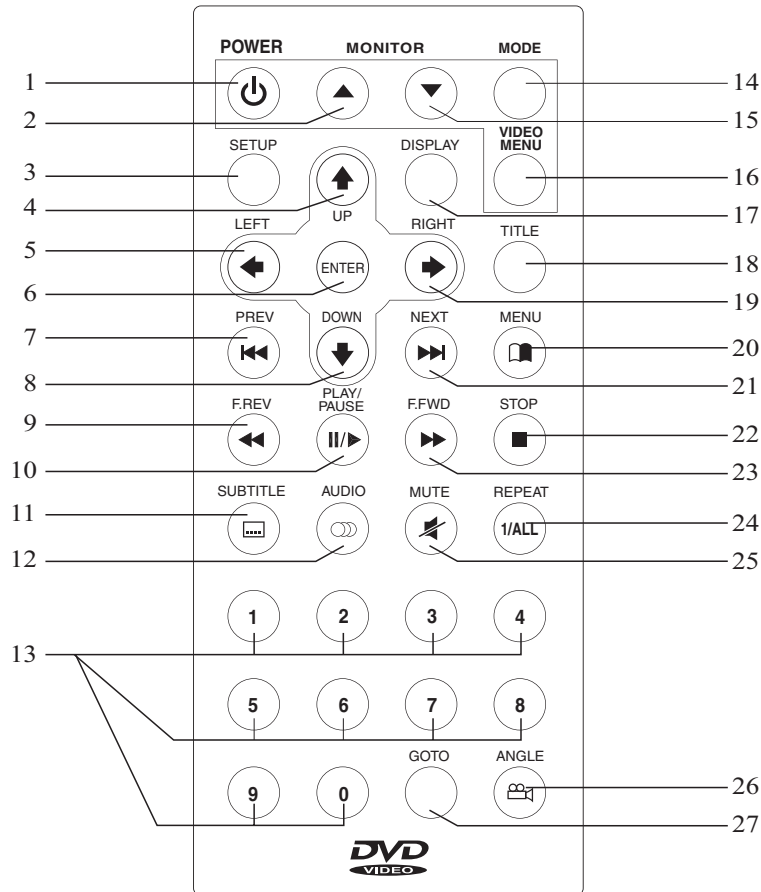 POWER MONITOR MODE
1 14
2 15
SETUP DISPLAY VIDEO
MENU
3 16
4 17
UP
LEFT RIGHT TITLE
5 18
6 ENTER 19
PREV DOWN NEXT MENU
7 20
8 21
F.REV PLAY/
PAUSE F.FWD STOP
9 22
10 23
SUBTITLE AUDIO MUTE REPEAT
11 1/ALL 24
12 25
1 2 3 4
13
5 6 7 8
GOTO ANGLE
9 0 26
27
DVD
VIDEO